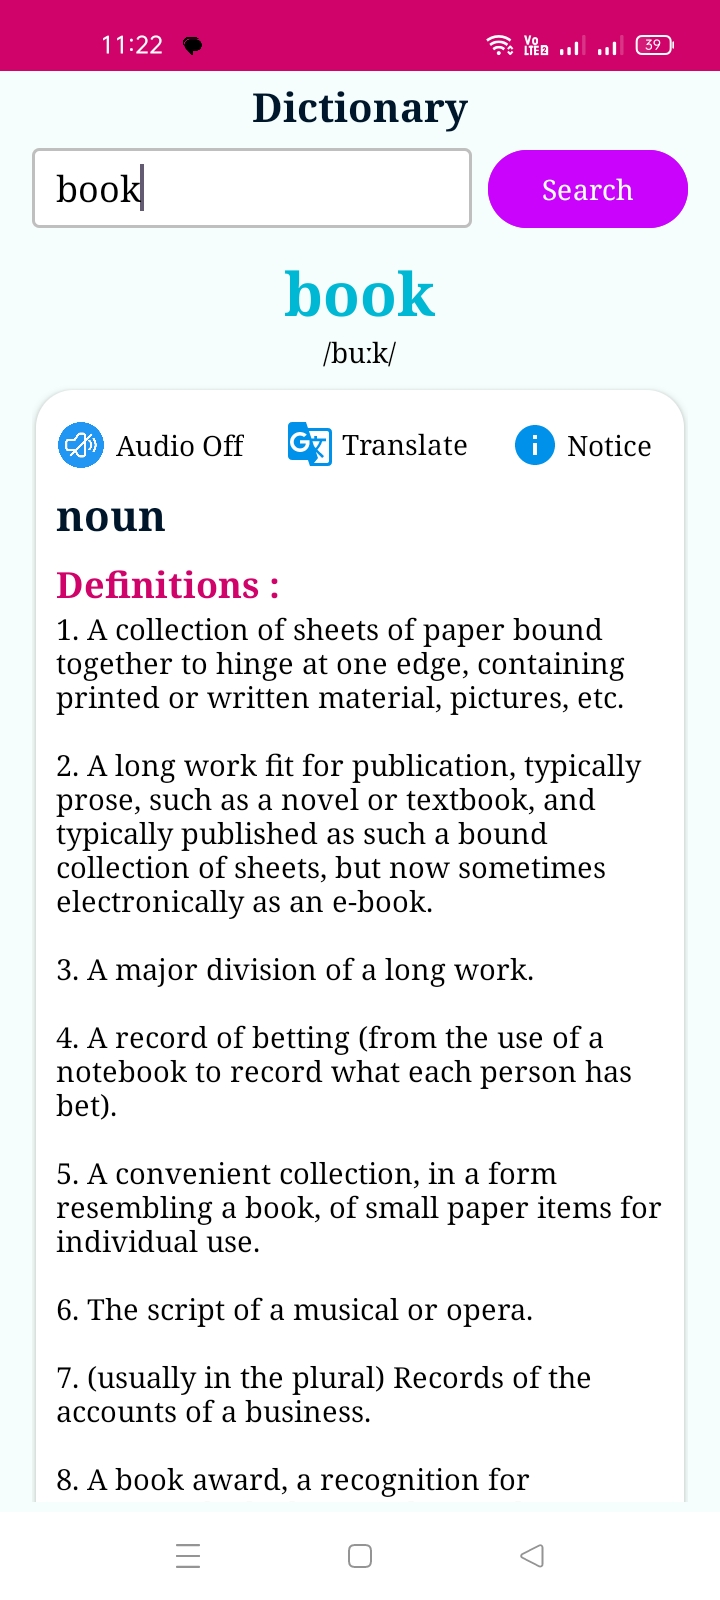 11:22
Vo
LTE2
39
Dictionary
book
Search
book
/buːk/
Audio Off
G
Translate
i
Notice
noun
Definitions :
1. A collection of sheets of paper bound
together to hinge at one edge, containing
printed or written material, pictures, etc.
2. A long work fit for publication, typically
prose, such as a novel or textbook, and
typically published as such a bound
collection of sheets, but now sometimes
electronically as an e-book.
3. A major division of a long work.
4. A record of betting (from the use of a
notebook to record what each person has
bet).
5. A convenient collection, in a form
resembling a book, of small paper items for
individual use.
6. The script of a musical or opera.
7. (usually in the plural) Records of the
accounts of a business.
8. A book award, a recognition for